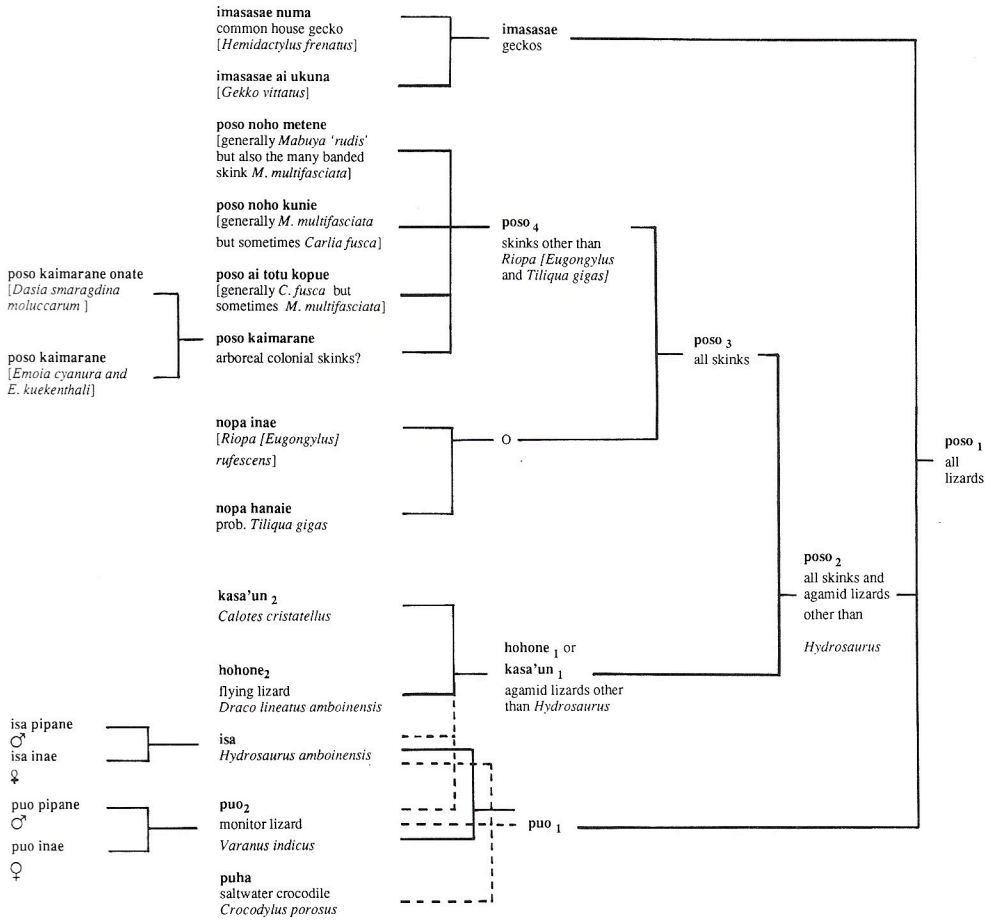 imasasae numa
common house gecko
[Hemidactylus frenatus]
imasasae
geckos
imasasae ai ukuna
[Gekko vittatus]
poso noho metene
[generally Mabuya 'rudis'
but also the many banded
skink M. multifasciata]
poso noho kunie
[generally M. multifasciata
but sometimes Carlia fusca]
poso 4
skinks other than
Riopa [Eugongylus
and Tiliqua gigas]
poso ai totu kopue
[generally C. fusca but
sometimes M. multifasciata]
poso kaimarane onate
[Dasia smaragdina
moluccarum ]
poso kaimarane
arboreal colonial skinks?
poso kaimarane
[Emoia cyanura and
E. kuekenthali]
poso 3
all skinks
nopa inae
[Riopa [Eugongylus]
rufescens]
O
poso 1
all
lizards
nopa hanaie
prob. Tiliqua gigas
poso 2
all skinks and
agamid lizards
other than
Hydrosaurus
kasa'un 2
Calotes cristatellus
hohone2
flying lizard
Draco lineatus amboinensis
hohone 1 or
kasa'un 1
agamid lizards other
than Hydrosaurus
isa pipane
♂
isa inae
♀
isa
Hydrosaurus amboinensis
puo pipane
♂
puo inae
♀
puo2
monitor lizard
Varanus indicus
puo 1
puha
saltwater crocodile
Crocodylus porosus